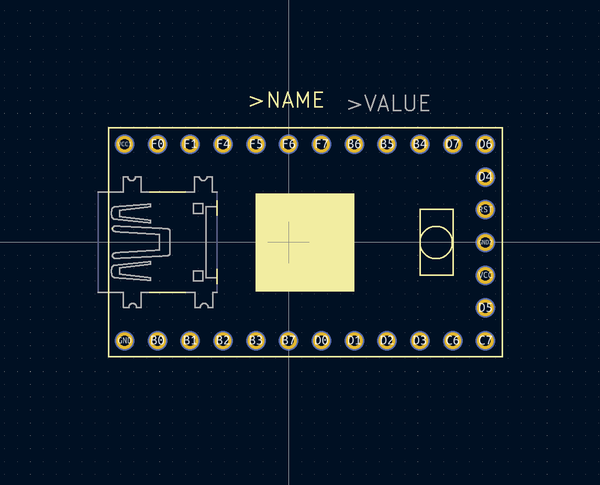 >NAME >VALUE
VCC F0 F1 F4 F5 F6 F7 B6 B5 B4 D7 D6
D4
RST
GND
VCC
D5
GND B0 B1 B2 B3 B7 D0 D1 D2 D3 C6 C7